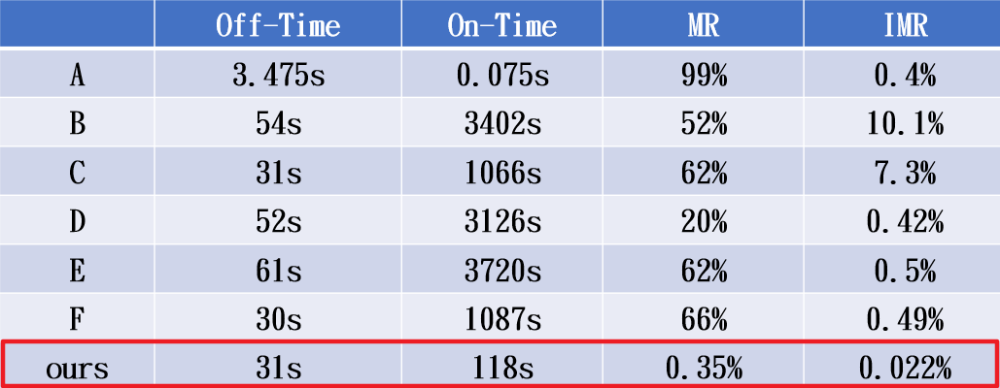 Off-Time On-Time MR IMR
A 3.475s 0.075s 99% 0.4%
B 54s 3402s 52% 10.1%
C 31s 1066s 62% 7.3%
D 52s 3126s 20% 0.42%
E 61s 3720s 62% 0.5%
F 30s 1087s 66% 0.49%
ours 31s 118s 0.35% 0.022%